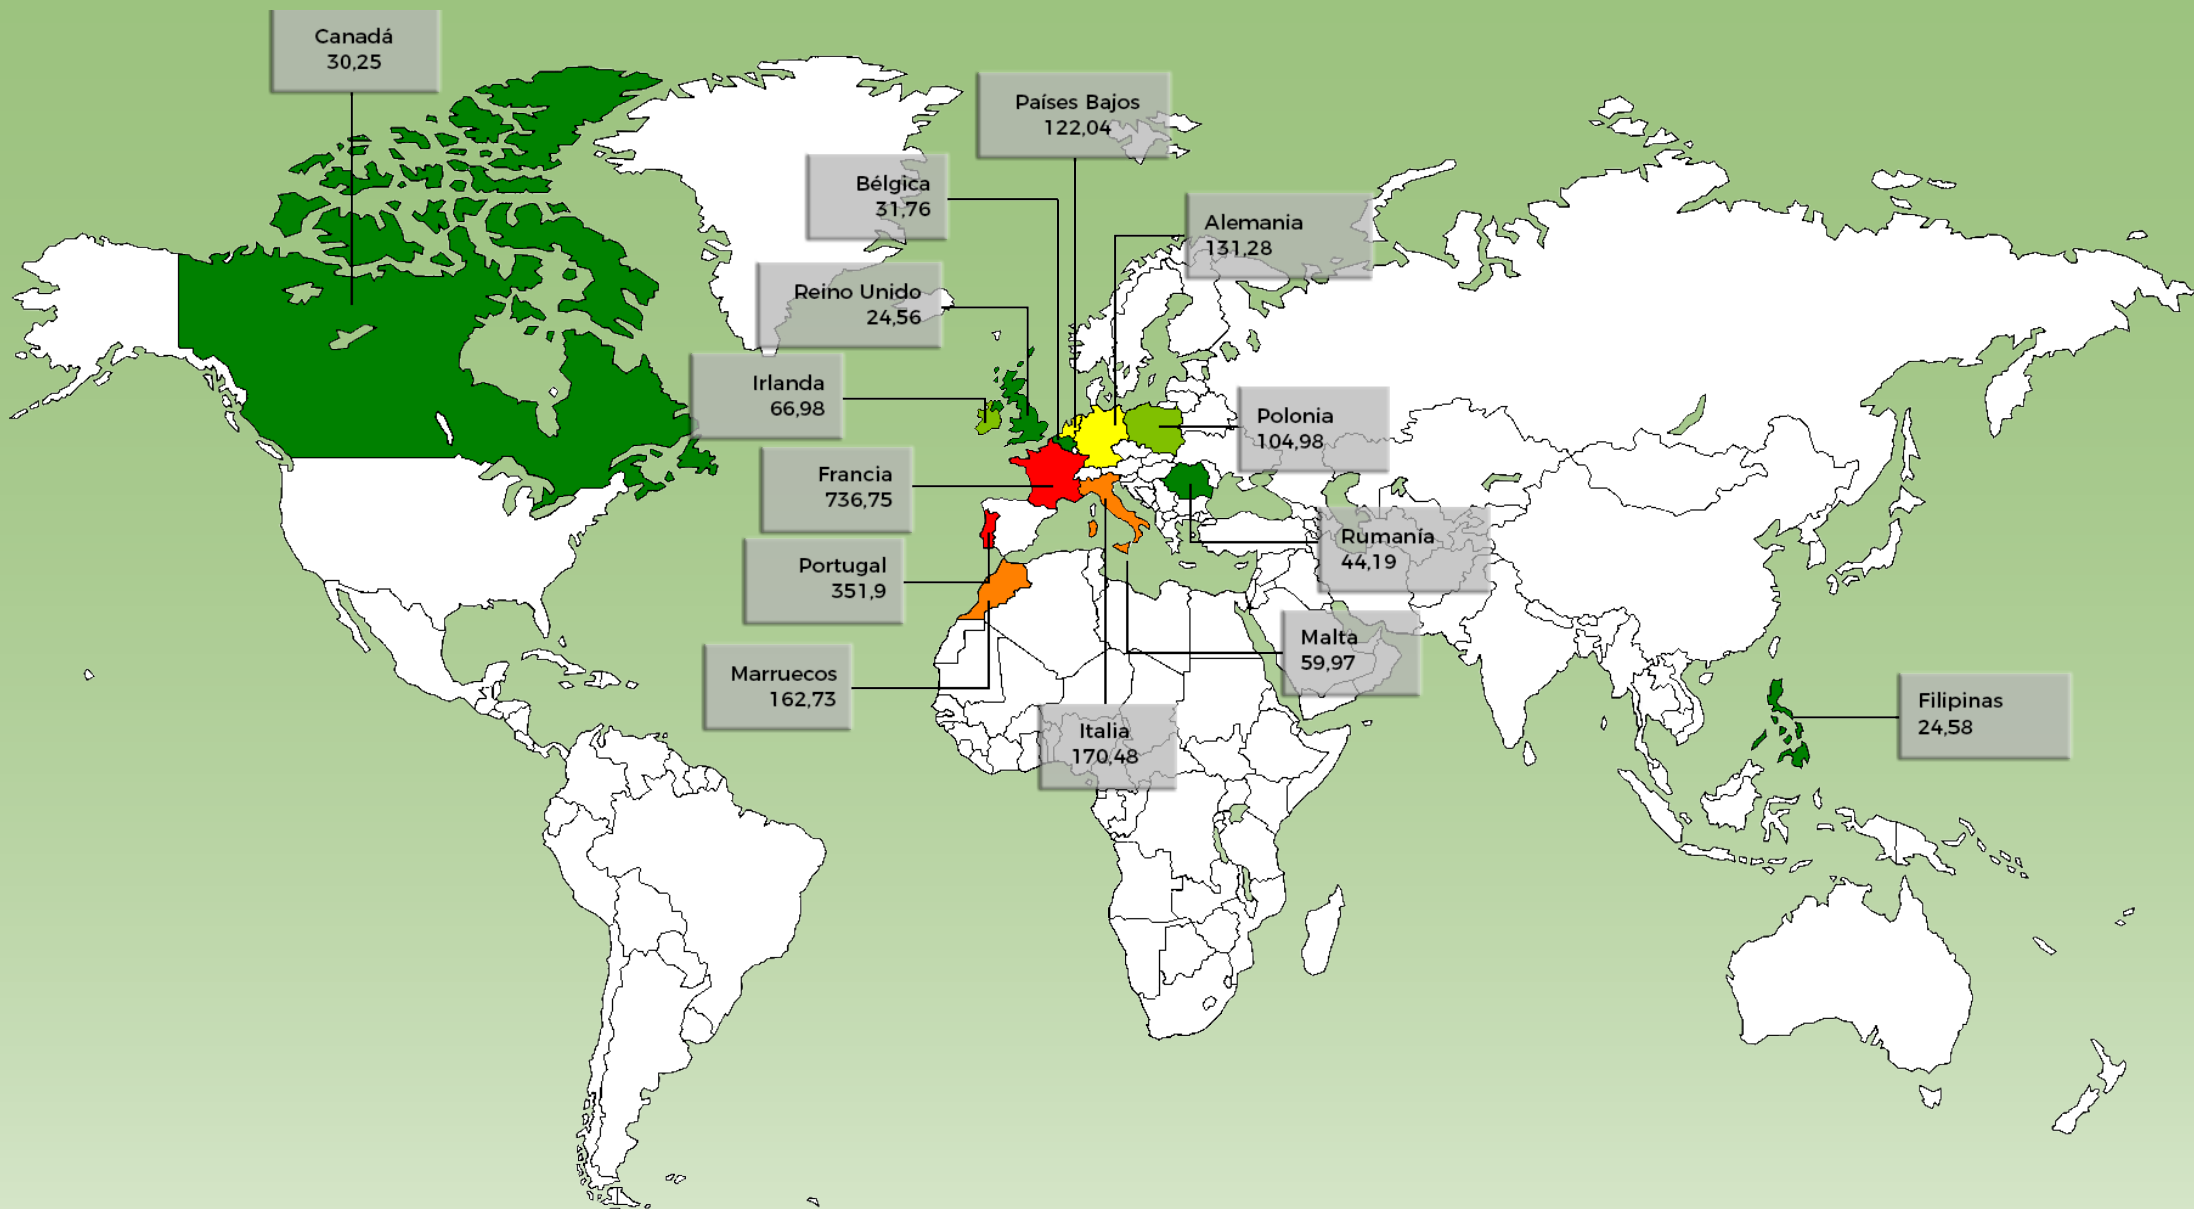 Canadá
30,25
Países Bajos
122,04
Bélgica
31,76
Alemania
131,28
Reino Unido
24,56
Irlanda
66,98
Polonia
104,98
Francia
736,75
Rumanía
44,19
Portugal
351,9
Malta
59,97
Marruecos
162,73
Italia
170,48
Filipinas
24,58